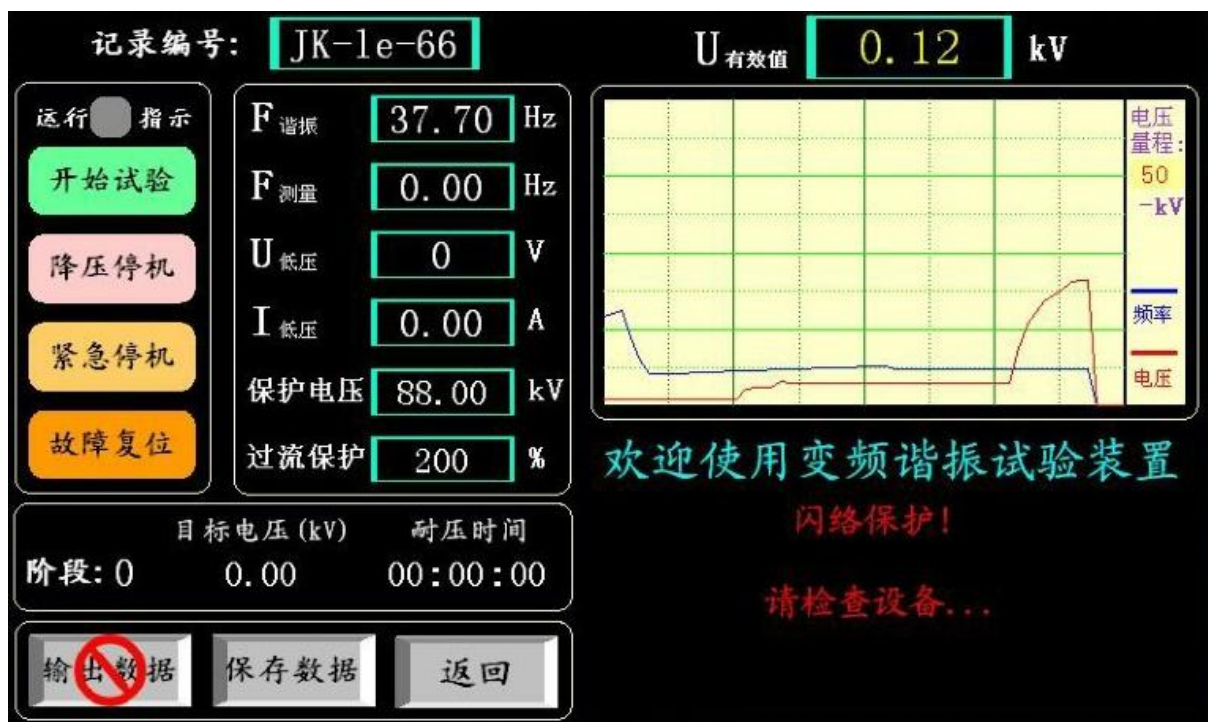 记录编号: JK-le-66
U有效值 0.12 kV
运行 指示
开始试验
降压停机
紧急停机
故障复位
F谐振 37.70 Hz
F测量 0.00 Hz
U低压 0 V
I低压 0.00 A
保护电压 88.00 kV
过流保护 200 %
电压
量程:
50
-kV
频率
电压
欢迎使用变频谐振试验装置
闪络保护!
请检查设备...
目标电压(kV) 耐压时间
阶段:0 0.00 00:00:00
输出数据 保存数据 返回